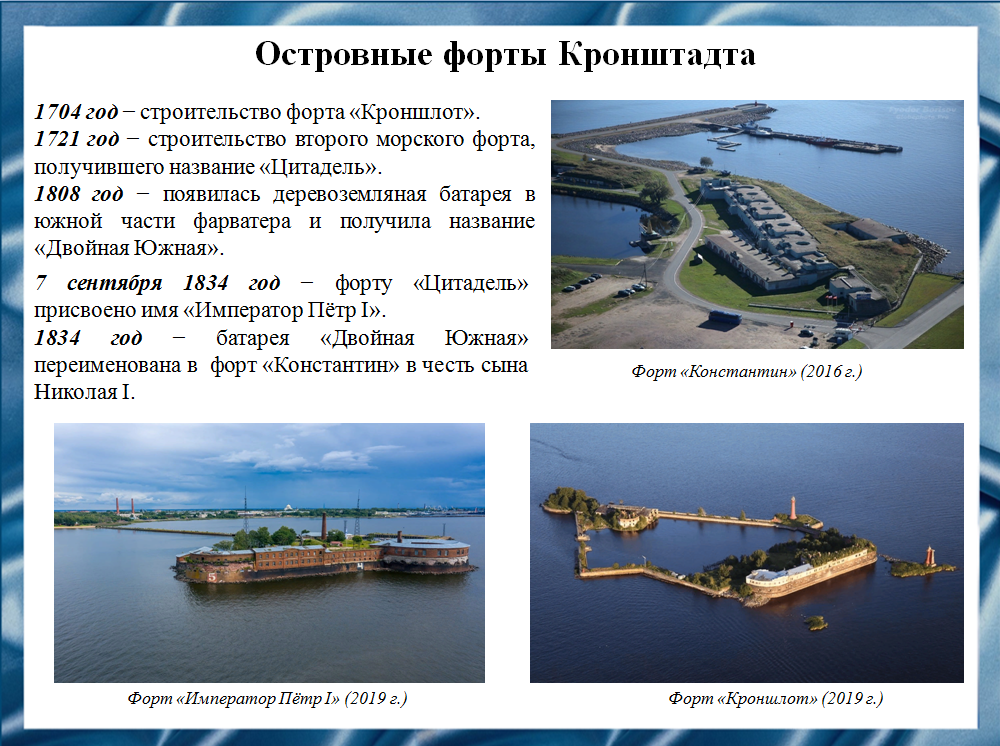 Островные форты Кронштадта
1704 год – строительство форта «Кроншлот».
1721 год – строительство второго морского форта,
получившего название «Цитадель».
1808 год – появилась деревоземляная батарея в
южной части фарватера и получила название
«Двойная Южная».
7 сентября 1834 год – форту «Цитадель»
присвоено имя «Император Пётр I».
1834 год – батарея «Двойная Южная»
переименована в форт «Константин» в честь сына
Николая I.
Форт «Константин» (2016 г.)
5
4
Форт «Император Пётр I» (2019 г.)
Форт «Кроншлот» (2019 г.)